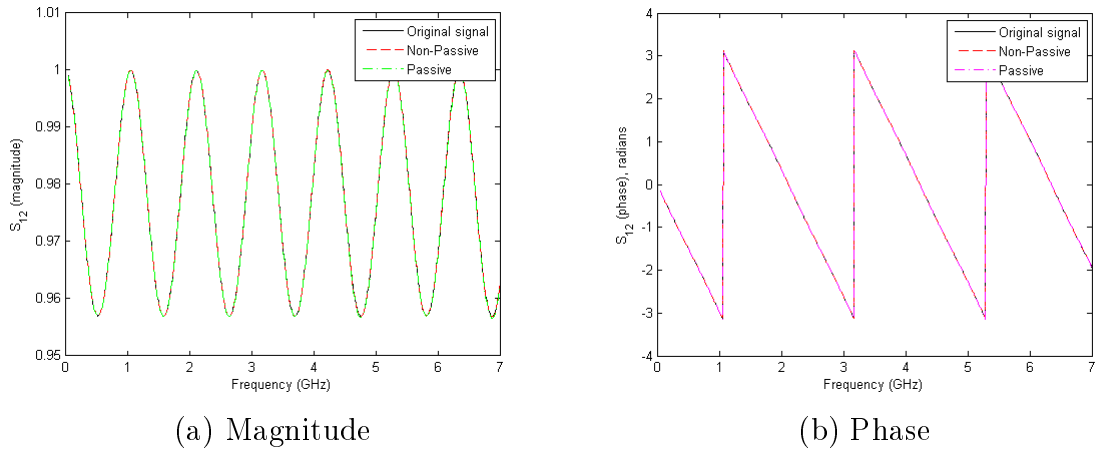 1.01
1
0.99
0.98
0.97
0.96
0.95
S12 (magnitude)
Original signal
Non-Passive
Passive
0 1 2 3 4 5 6 7
Frequency (GHz)
(a) Magnitude
4
3
2
1
0
-1
-2
-3
-4
S12 (phase), radians
Original signal
Non-Passive
Passive
0 1 2 3 4 5 6 7
Frequency (GHz)
(b) Phase